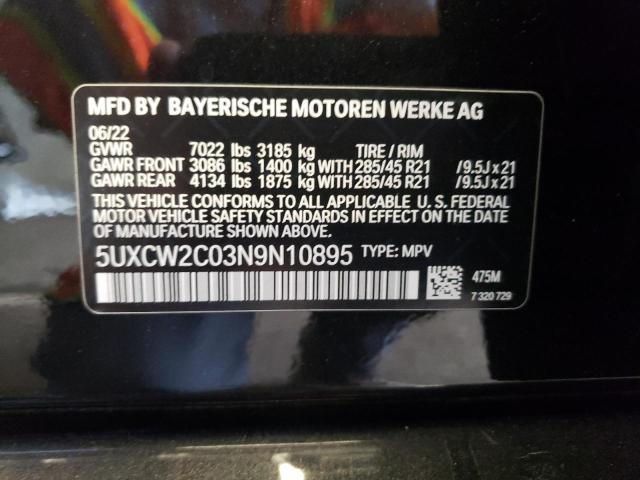 MFD BY BAYERISCHE MOTOREN WERKE AG
06/22
GVWR 7022 lbs 3185 kg TIRE / RIM
GAWR FRONT 3086 lbs 1400 kg WITH 285/45 R21 /9.5J x 21
GAWR REAR 4134 lbs 1875 kg WITH 285/45 R21 /9.5J x 21
THIS VEHICLE CONFORMS TO ALL APPLICABLE U. S. FEDERAL
MOTOR VEHICLE SAFETY STANDARDS IN EFFECT ON THE DATE
OF MANUFACTURE SHOWN ABOVE.
5UXCW2C03N9N10895 TYPE: MPV
475M
7 320 729